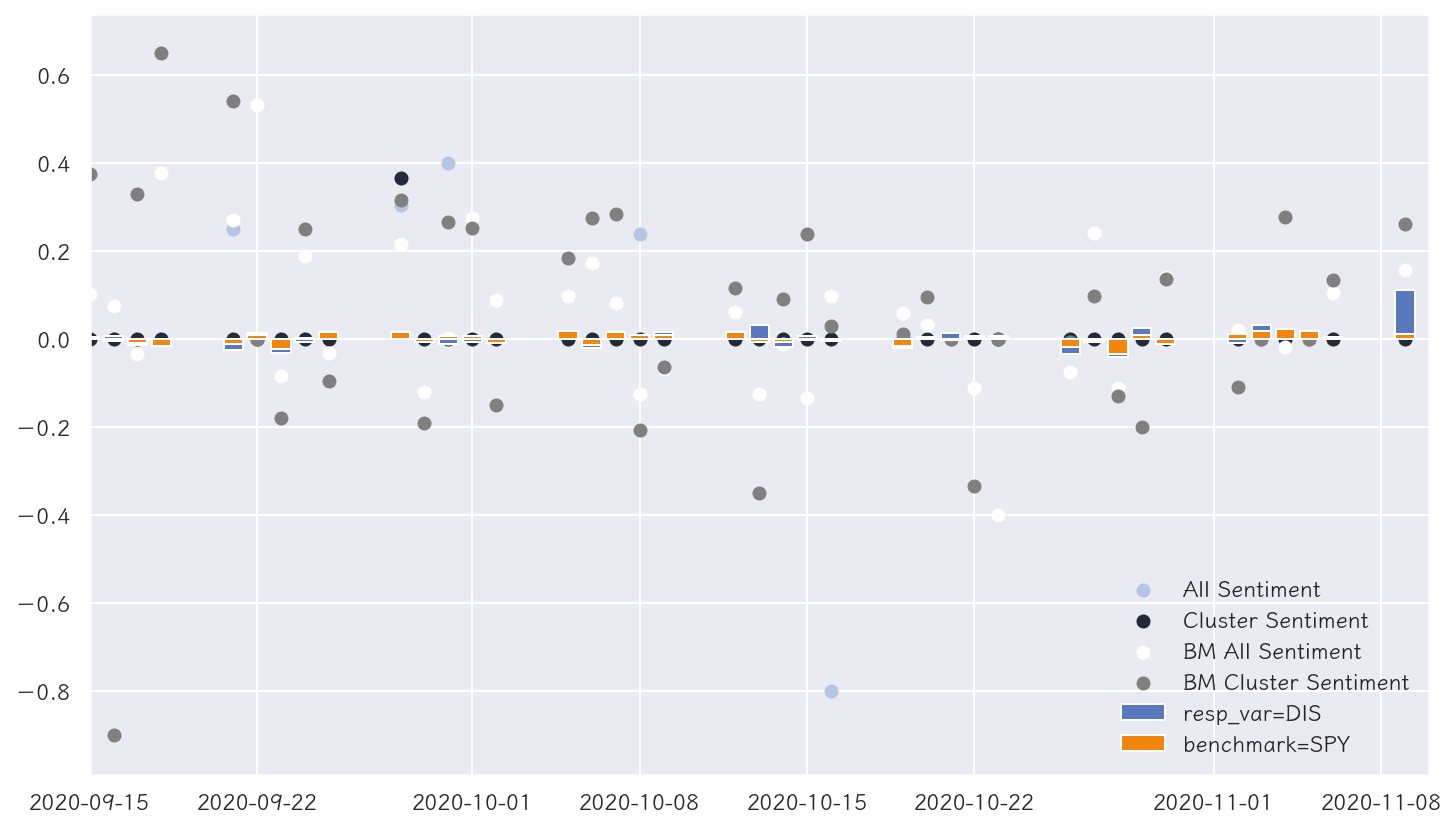 0.6
0.4
0.2
0.0
−0.2
−0.4
−0.6
−0.8
All Sentiment
Cluster Sentiment
BM All Sentiment
BM Cluster Sentiment
resp_var=DIS
benchmark=SPY
2020-09-15 2020-09-22 2020-10-01 2020-10-08 2020-10-15 2020-10-22 2020-11-01 2020-11-08